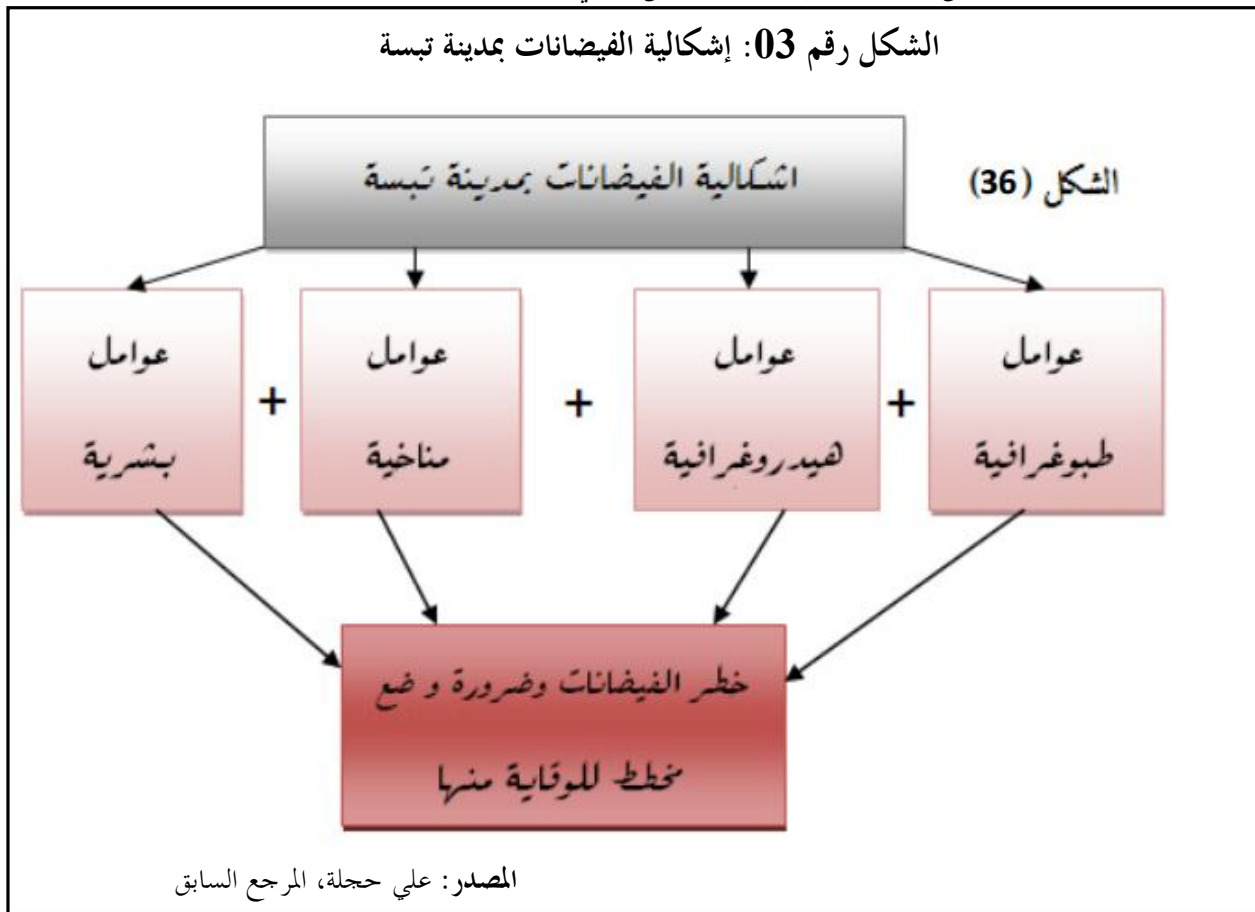 الشكل رقم 03: إشكالية الفيضانات بمدينة تبسة
الشكل (36)
اشكالية الفيضانات بمدينة تبسة
عوامل
طبوغرافية
+
عوامل
هيدروغرافية
+
عوامل
مناخية
+
عوامل
بشرية
خطر الفيضانات وضرورة و ضع
مخطط للوقاية منها
المصدر: علي حجلة، المرجع السابق